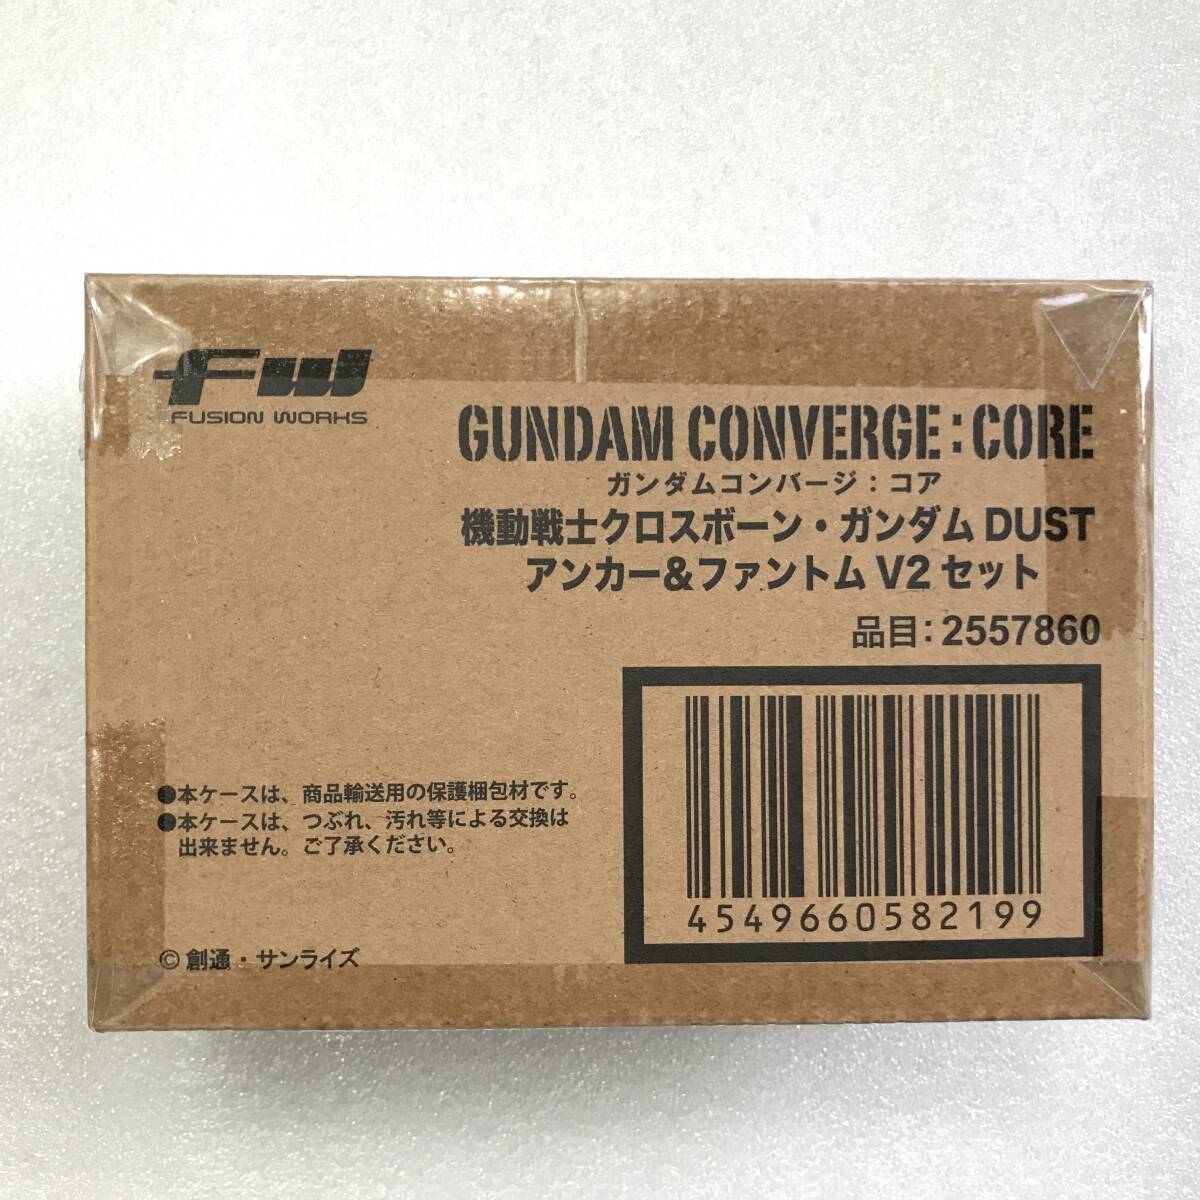 FW
FUSION WORKS
GUNDAM CONVERGE:CORE
ガンダムコンバージ:コア
機動戦士クロスボーン・ガンダム DUST
アンカー&ファントム V2 セット
品目:2557860
4549660582199
●本ケースは、商品輸送用の保護梱包材です。
●本ケースは、つぶれ、汚れ等による交換は
出来ません。ご了承ください。
© 創通・サンライズ